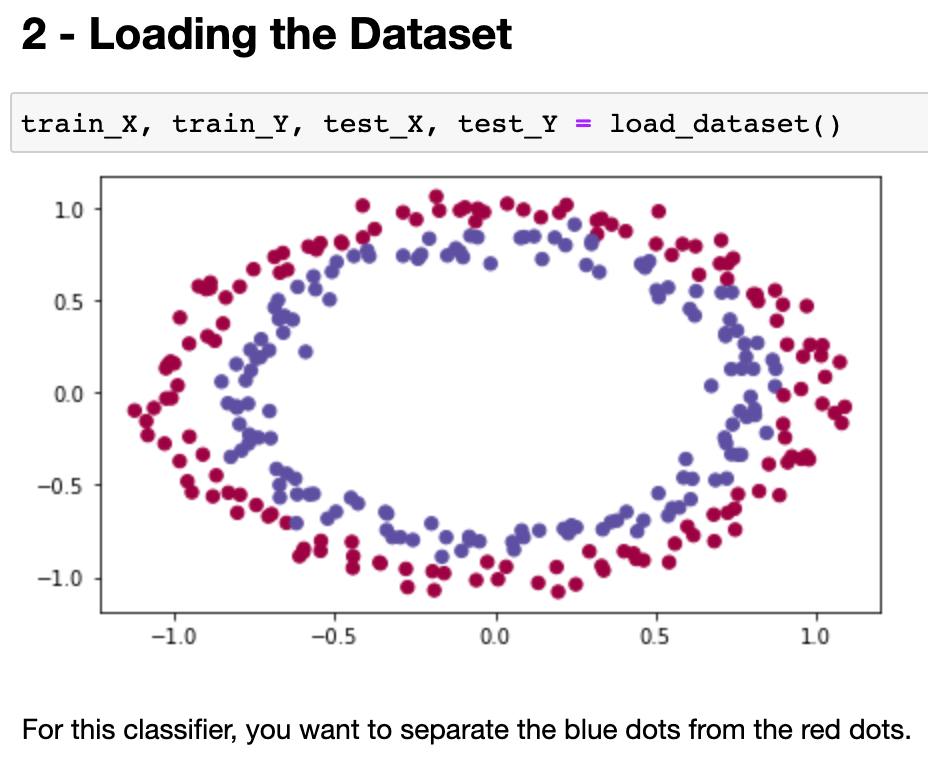 2 - Loading the Dataset
train_X, train_Y, test_X, test_Y = load_dataset()
1.0
0.5
0.0
−0.5
−1.0
−1.0 −0.5 0.0 0.5 1.0
For this classifier, you want to separate the blue dots from the red dots.